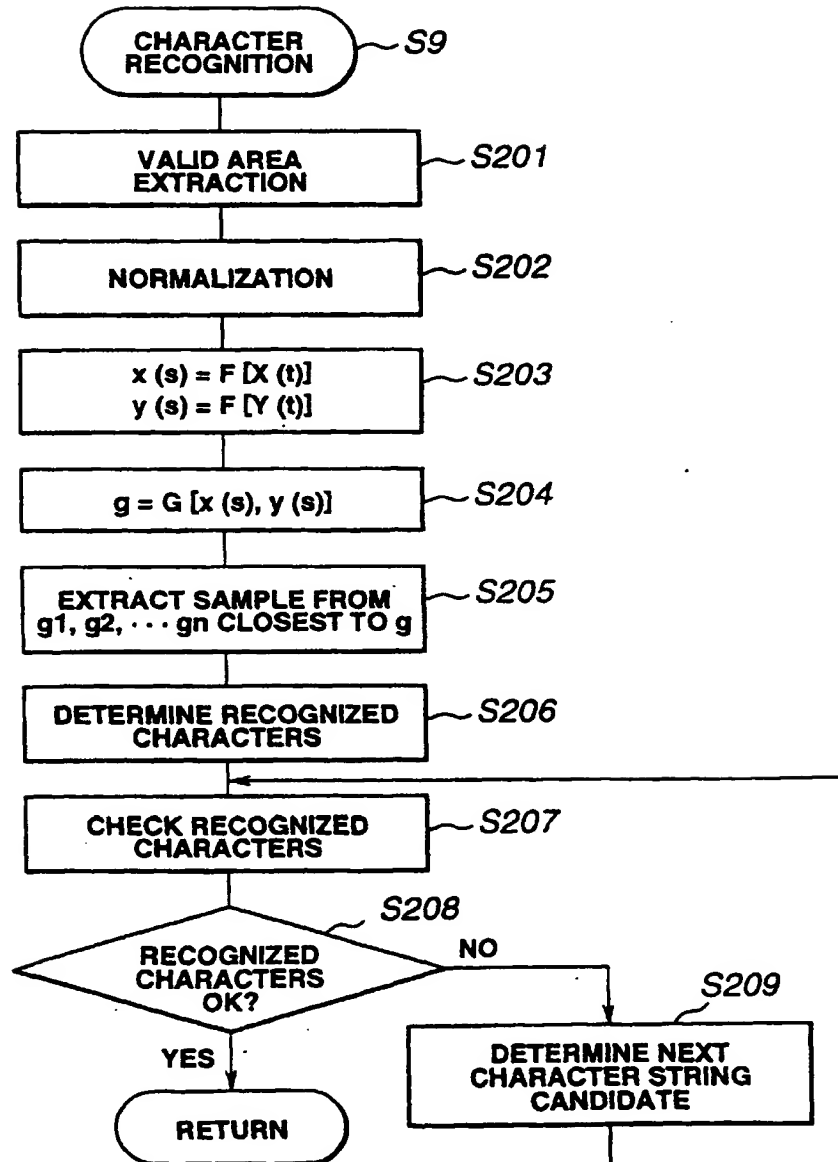 CHARACTER
RECOGNITION
S9
VALID AREA
EXTRACTION
S201
NORMALIZATION
S202
x (s) = F [X (t)]
y (s) = F [Y (t)]
S203
g = G [x (s), y (s)]
S204
EXTRACT SAMPLE FROM
g1, g2, · · · gn CLOSEST TO g
S205
DETERMINE RECOGNIZED
CHARACTERS
S206
CHECK RECOGNIZED
CHARACTERS
S207
S208
RECOGNIZED
CHARACTERS
OK?
NO
YES
S209
DETERMINE NEXT
CHARACTER STRING
CANDIDATE
RETURN